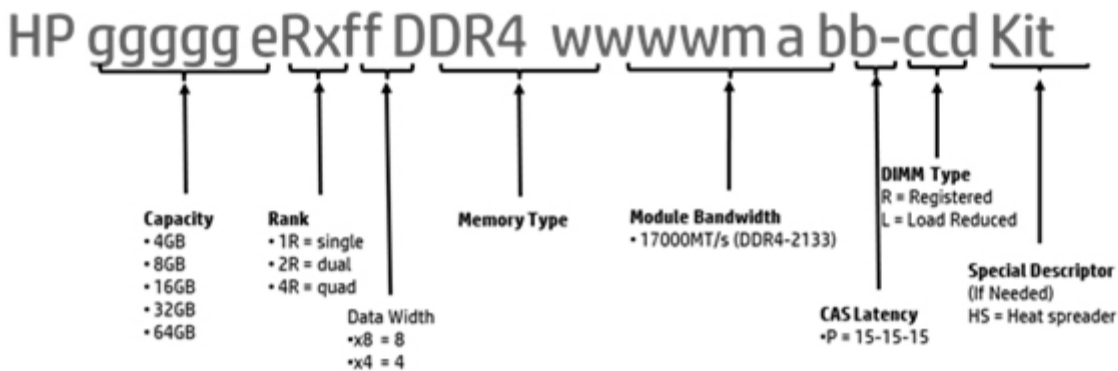 HP ggggg eRxff DDR4 wwwwm a bb-ccd Kit
Capacity
• 4GB
• 8GB
• 16GB
• 32GB
• 64GB
Rank
• 1R = single
• 2R = dual
• 4R = quad
Data Width
•x8 = 8
•x4 = 4
Memory Type
Module Bandwidth
• 17000MT/s (DDR4-2133)
CAS Latency
•P = 15-15-15
DIMM Type
R = Registered
L = Load Reduced
Special Descriptor
(If Needed)
HS = Heat spreader